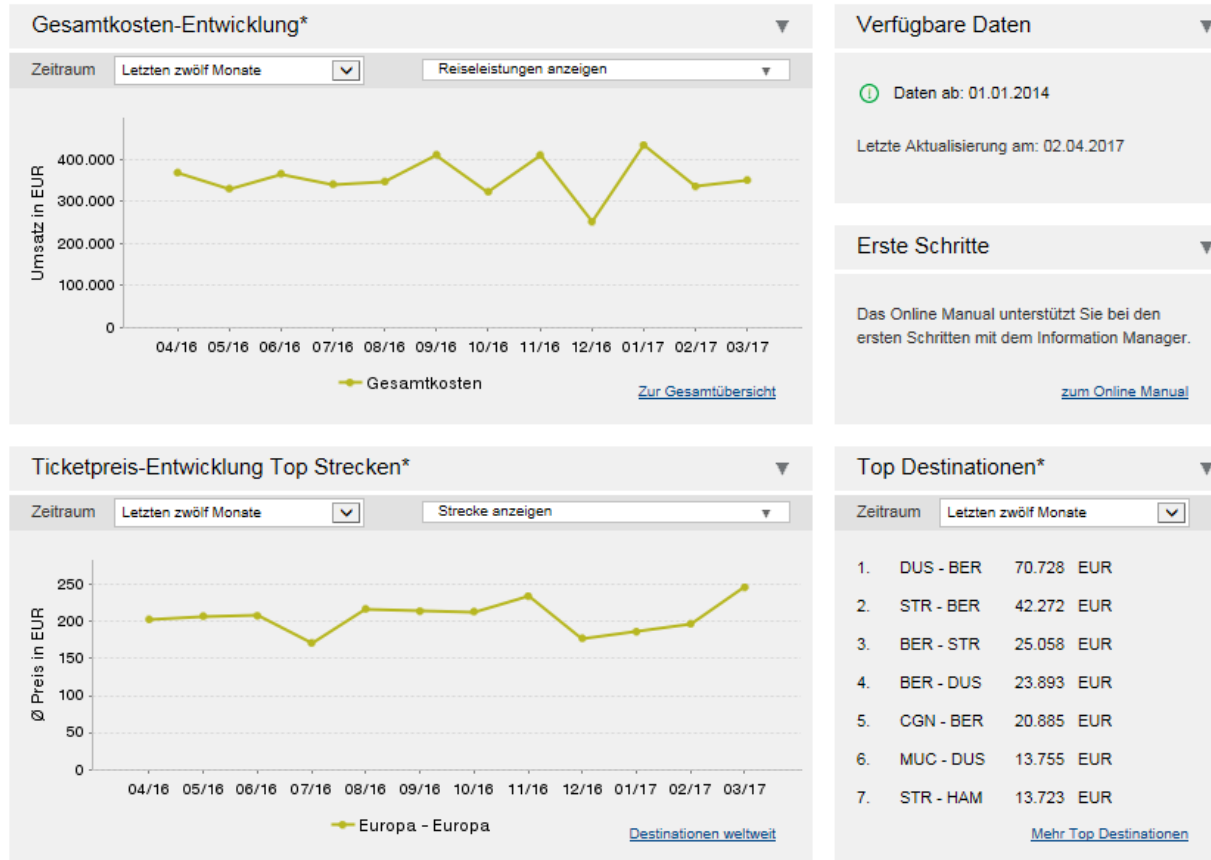 Gesamtkosten-Entwicklung*
Zeitraum Letzten zwölf Monate Reiseleistungen anzeigen
Umsatz in EUR
400.000
300.000
200.000
100.000
0
04/16 05/16 06/16 07/16 08/16 09/16 10/16 11/16 12/16 01/17 02/17 03/17
Gesamtkosten
Zur Gesamtübersicht
Verfügbare Daten
Daten ab: 01.01.2014
Letzte Aktualisierung am: 02.04.2017
Erste Schritte
Das Online Manual unterstützt Sie bei den
ersten Schritten mit dem Information Manager.
zum Online Manual
Ticketpreis-Entwicklung Top Strecken*
Zeitraum Letzten zwölf Monate Strecke anzeigen
Ø Preis in EUR
250
200
150
100
50
0
04/16 05/16 06/16 07/16 08/16 09/16 10/16 11/16 12/16 01/17 02/17 03/17
Europa - Europa
Destinationen weltweit
Top Destinationen*
Zeitraum Letzten zwölf Monate
1. DUS - BER 70.728 EUR
2. STR - BER 42.272 EUR
3. BER - STR 25.058 EUR
4. BER - DUS 23.893 EUR
5. CGN - BER 20.885 EUR
6. MUC - DUS 13.755 EUR
7. STR - HAM 13.723 EUR
Mehr Top Destinationen